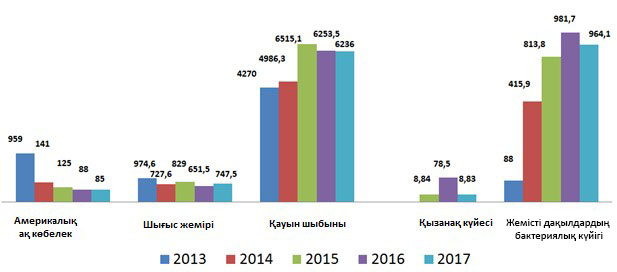 959
141
125
88
85
974,6
727,6
829
651,5
747,5
4270
4986,3
6515,1
6253,5
6236
8,84
78,5
8,83
88
415,9
813,8
981,7
964,1
Америкалық
ақ көбелек
Шығыс жемірі
Қауын шыбыны
Қызанақ күйесі
Жемісті дақылдардың
бактериялық күйігі
2013 2014 2015 2016 2017